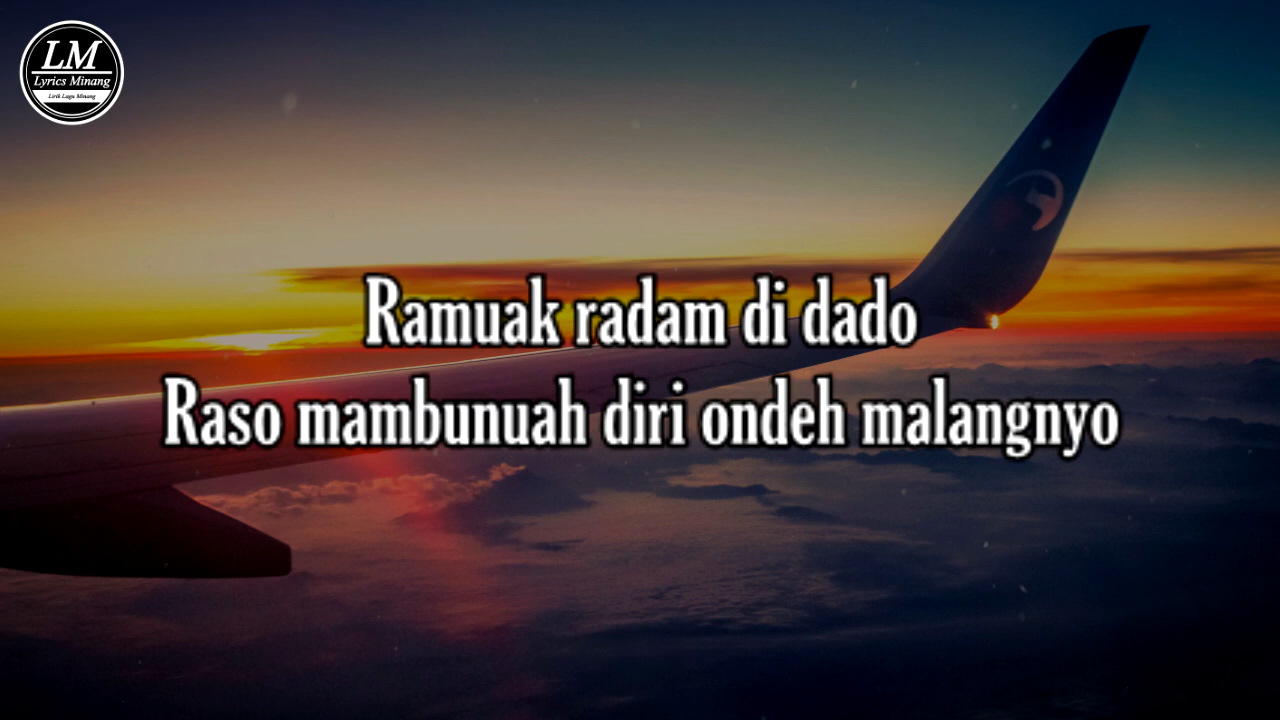 LM
Lyrics Minang
Lirik Lagu Minang
Ramuak radam di dado
Raso mambunuah diri ondeh malangnyo